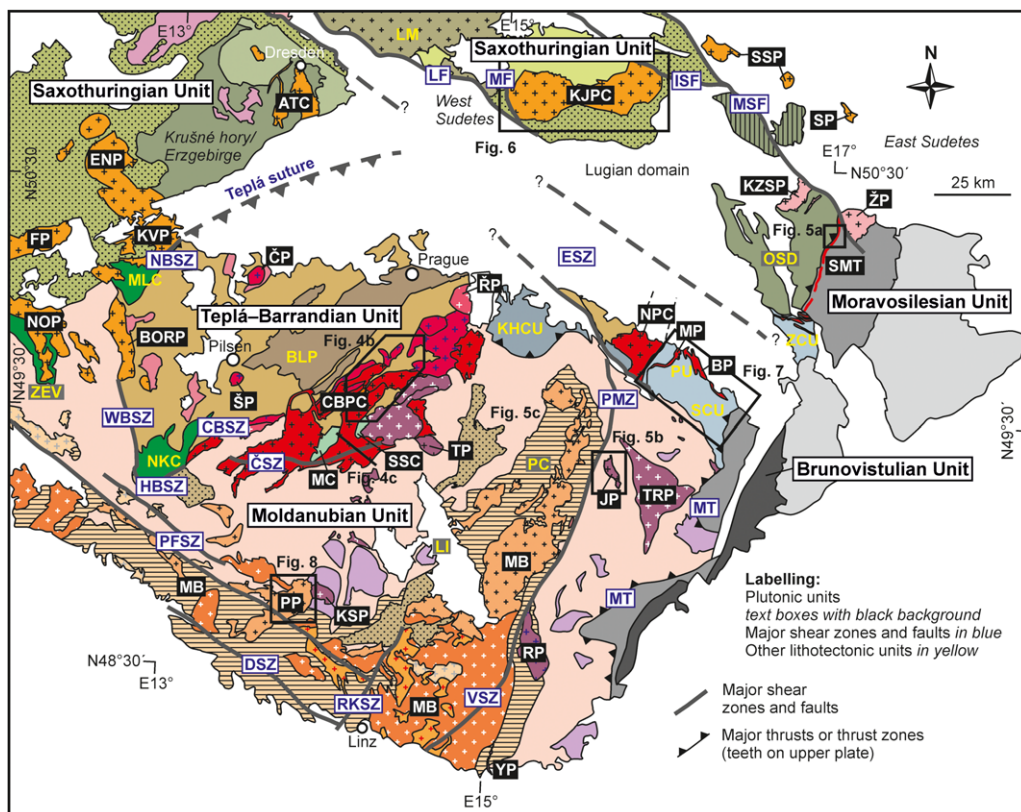 E13°
E15°
LM
Saxothuringian Unit
SSP
N
Dresden
Saxothuringian Unit
LF
MF
KJPC
ISF
MSF
ATC
West
Sudetes
SP
Krušné hory/
Erzgebirge
Fig. 6
East Sudetes
E17°
N50°30´
ENP
N50°30´
Lugian domain
?
Teplá suture
KZSP
25 km
ŽP
FP
KVP
?
Fig. 5a
NBSZ
ČP
?
ESZ
OSD
SMT
MLC
Prague
ŘP
Moravosilesian Unit
NOP
Teplá–Barrandian Unit
NPC
MP
KHCU
?
ZCU
BORP
Pilsen
Fig. 4b
BLP
PU
BP
N49°30´
Fig. 7
ZEV
ŠP
CBPC
PMZ
SCU
WBSZ
CBSZ
Fig. 5c
N49°30´
NKC
ČSZ
SSC
TP
Fig. 5b
PC
Brunovistulian Unit
HBSZ
MC
Fig. 4c
JP
TRP
MT
Moldanubian Unit
PFSZ
LI
MB
Fig. 8
MB
MT
PP
KSP
Labelling:
Plutonic units
text boxes with black background
Major shear zones and faults in blue
Other lithotectonic units in yellow
N48°30´
E13°
DSZ
RP
RKSZ
MB
VSZ
Major shear
zones and faults
Linz
Major thrusts or thrust zones
(teeth on upper plate)
YP
E15°